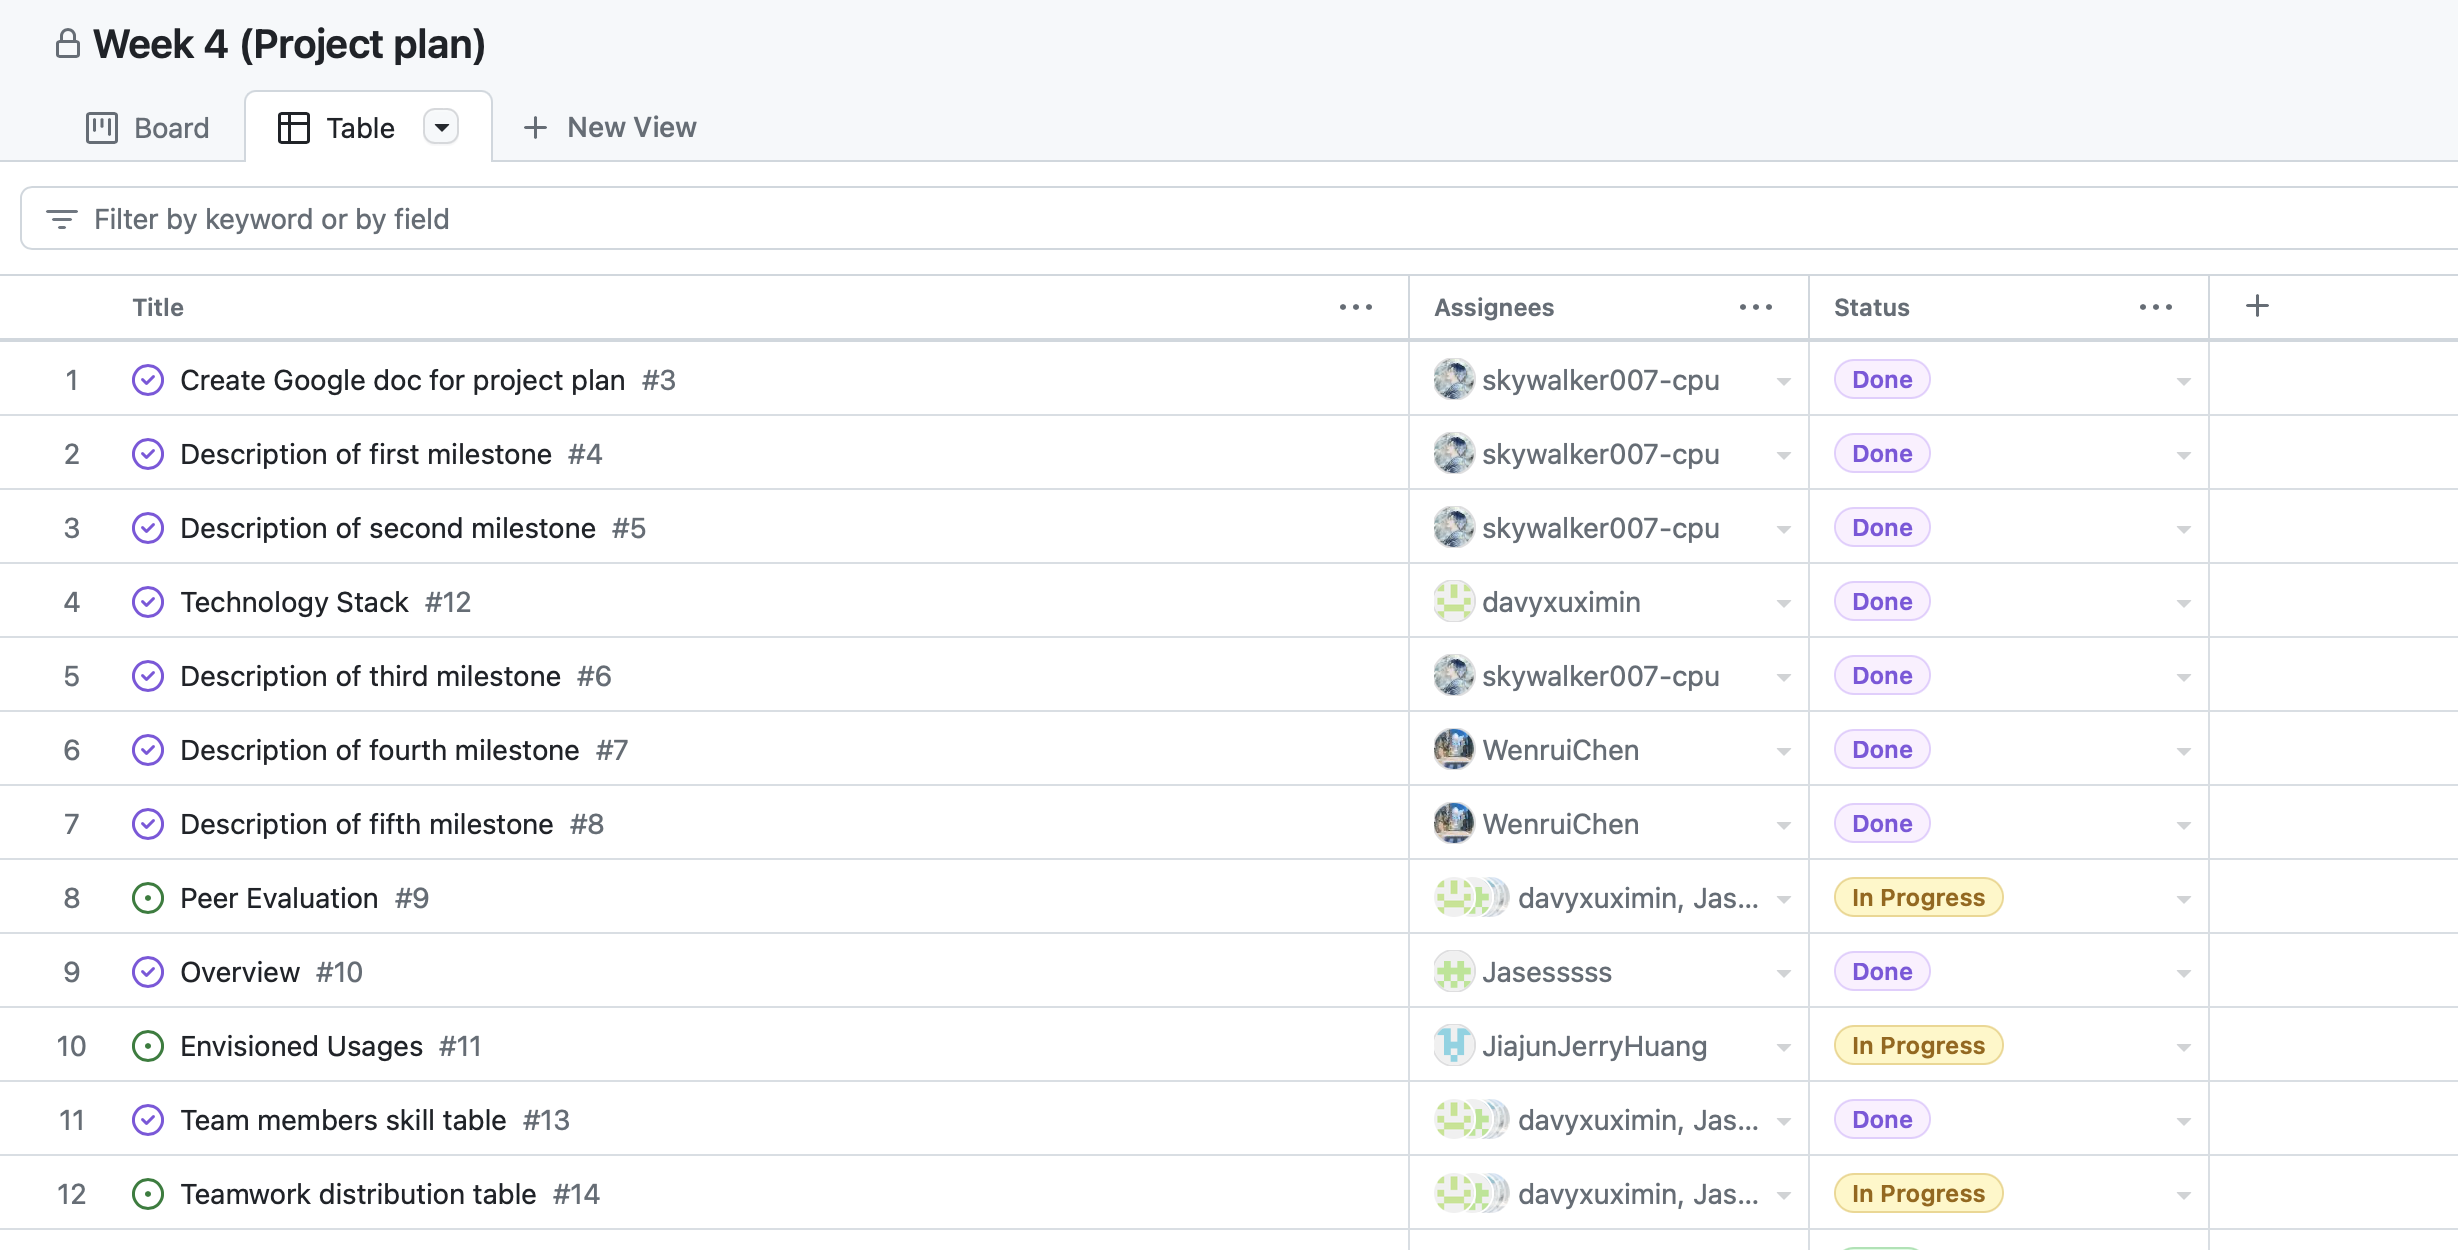 Week 4 (Project plan)
Board Table New View
Filter by keyword or by field
Title Assignees Status
1 Create Google doc for project plan #3 skywalker007-cpu Done
2 Description of first milestone #4 skywalker007-cpu Done
3 Description of second milestone #5 skywalker007-cpu Done
4 Technology Stack #12 davyxuximin Done
5 Description of third milestone #6 skywalker007-cpu Done
6 Description of fourth milestone #7 WenruiChen Done
7 Description of fifth milestone #8 WenruiChen Done
8 Peer Evaluation #9 davyxuximin, Jas... In Progress
9 Overview #10 Jasesssss Done
10 Envisioned Usages #11 JiajunJerryHuang In Progress
11 Team members skill table #13 davyxuximin, Jas... Done
12 Teamwork distribution table #14 davyxuximin, Jas... In Progress